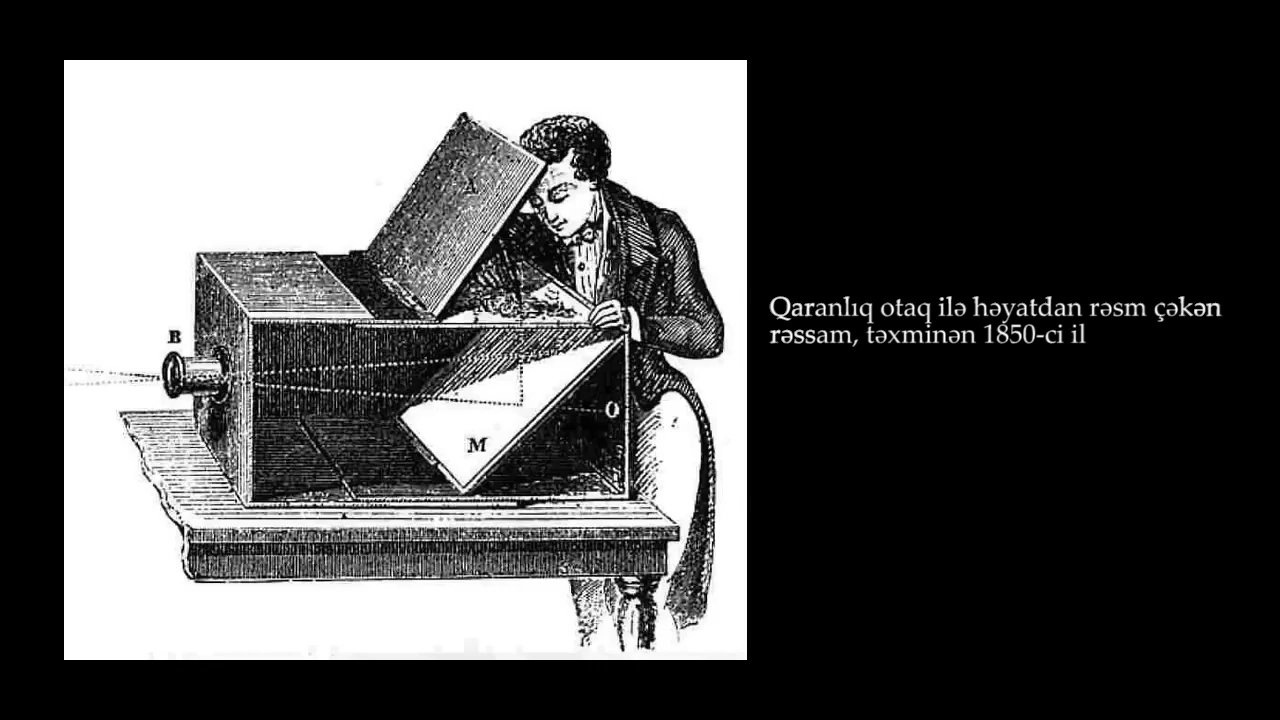 A
B
O
M
Qaranlıq otaq ilə həyatdan rəsm çəkən
rəssam, təxminən 1850-ci il